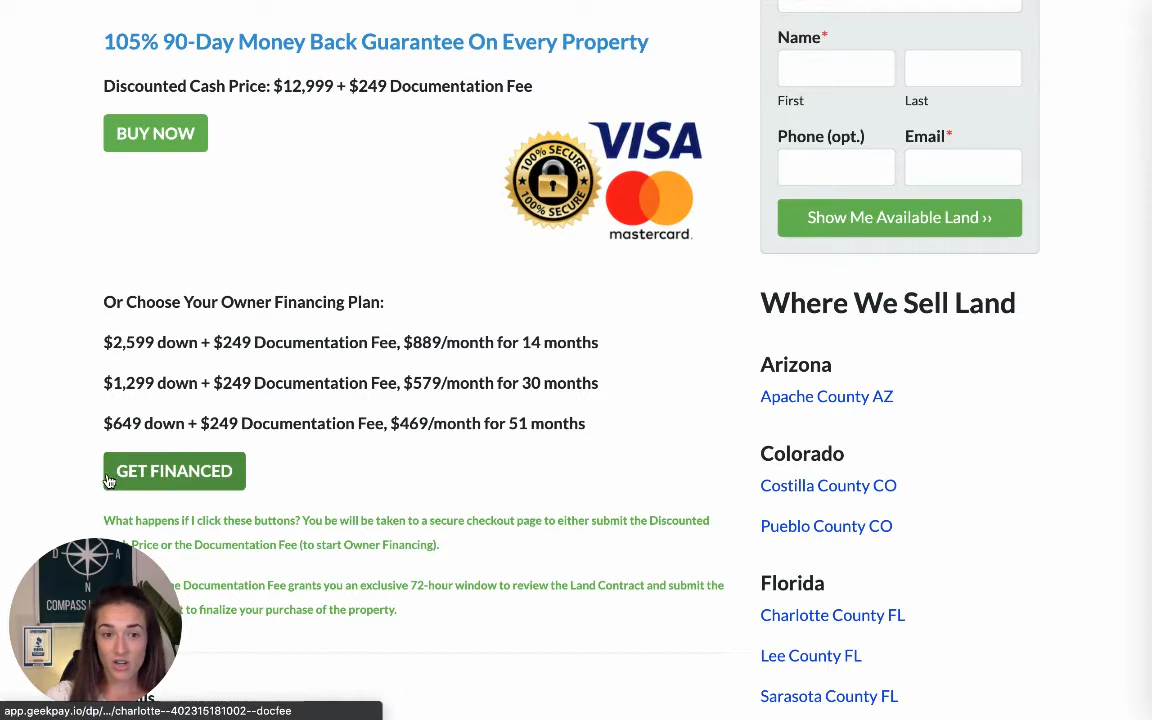 105% 90-Day Money Back Guarantee On Every Property
Discounted Cash Price: $12,999 + $249 Documentation Fee
BUY NOW
100% SECURE
100% SECURE
VISA
mastercard.
Or Choose Your Owner Financing Plan:
$2,599 down + $249 Documentation Fee, $889/month for 14 months
$1,299 down + $249 Documentation Fee, $579/month for 30 months
$649 down + $249 Documentation Fee, $469/month for 51 months
GET FINANCED
What happens if I click these buttons? You be will be taken to a secure checkout page to either submit the Discounted
Price or the Documentation Fee (to start Owner Financing).
Documentation Fee grants you an exclusive 72-hour window to review the Land Contract and submit the
to finalize your purchase of the property.
D A
N
COMPASS
app.geekpay.io/dp/.../charlotte--402315181002--docfee
Name*
First
Last
Phone (opt.)
Email*
Show Me Available Land ››
Where We Sell Land
Arizona
Apache County AZ
Colorado
Costilla County CO
Pueblo County CO
Florida
Charlotte County FL
Lee County FL
Sarasota County FL